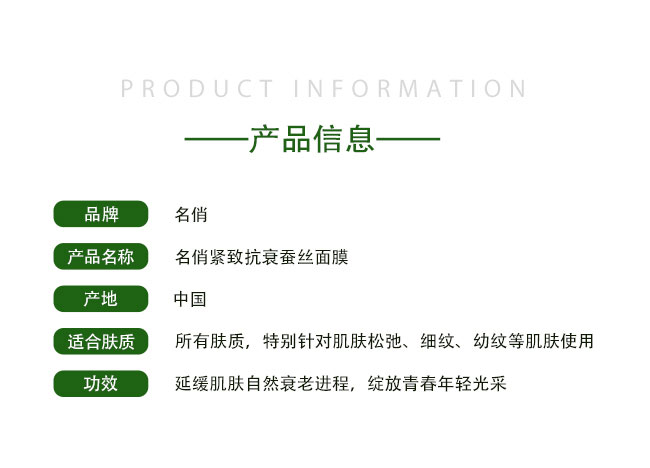 PRODUCT INFORMATION
——产品信息——
品牌 名俏
产品名称 名俏紧致抗衰蚕丝面膜
产地 中国
适合肤质 所有肤质，特别针对肌肤松弛、细纹、幼纹等肌肤使用
功效 延缓肌肤自然衰老进程，绽放青春年轻光采